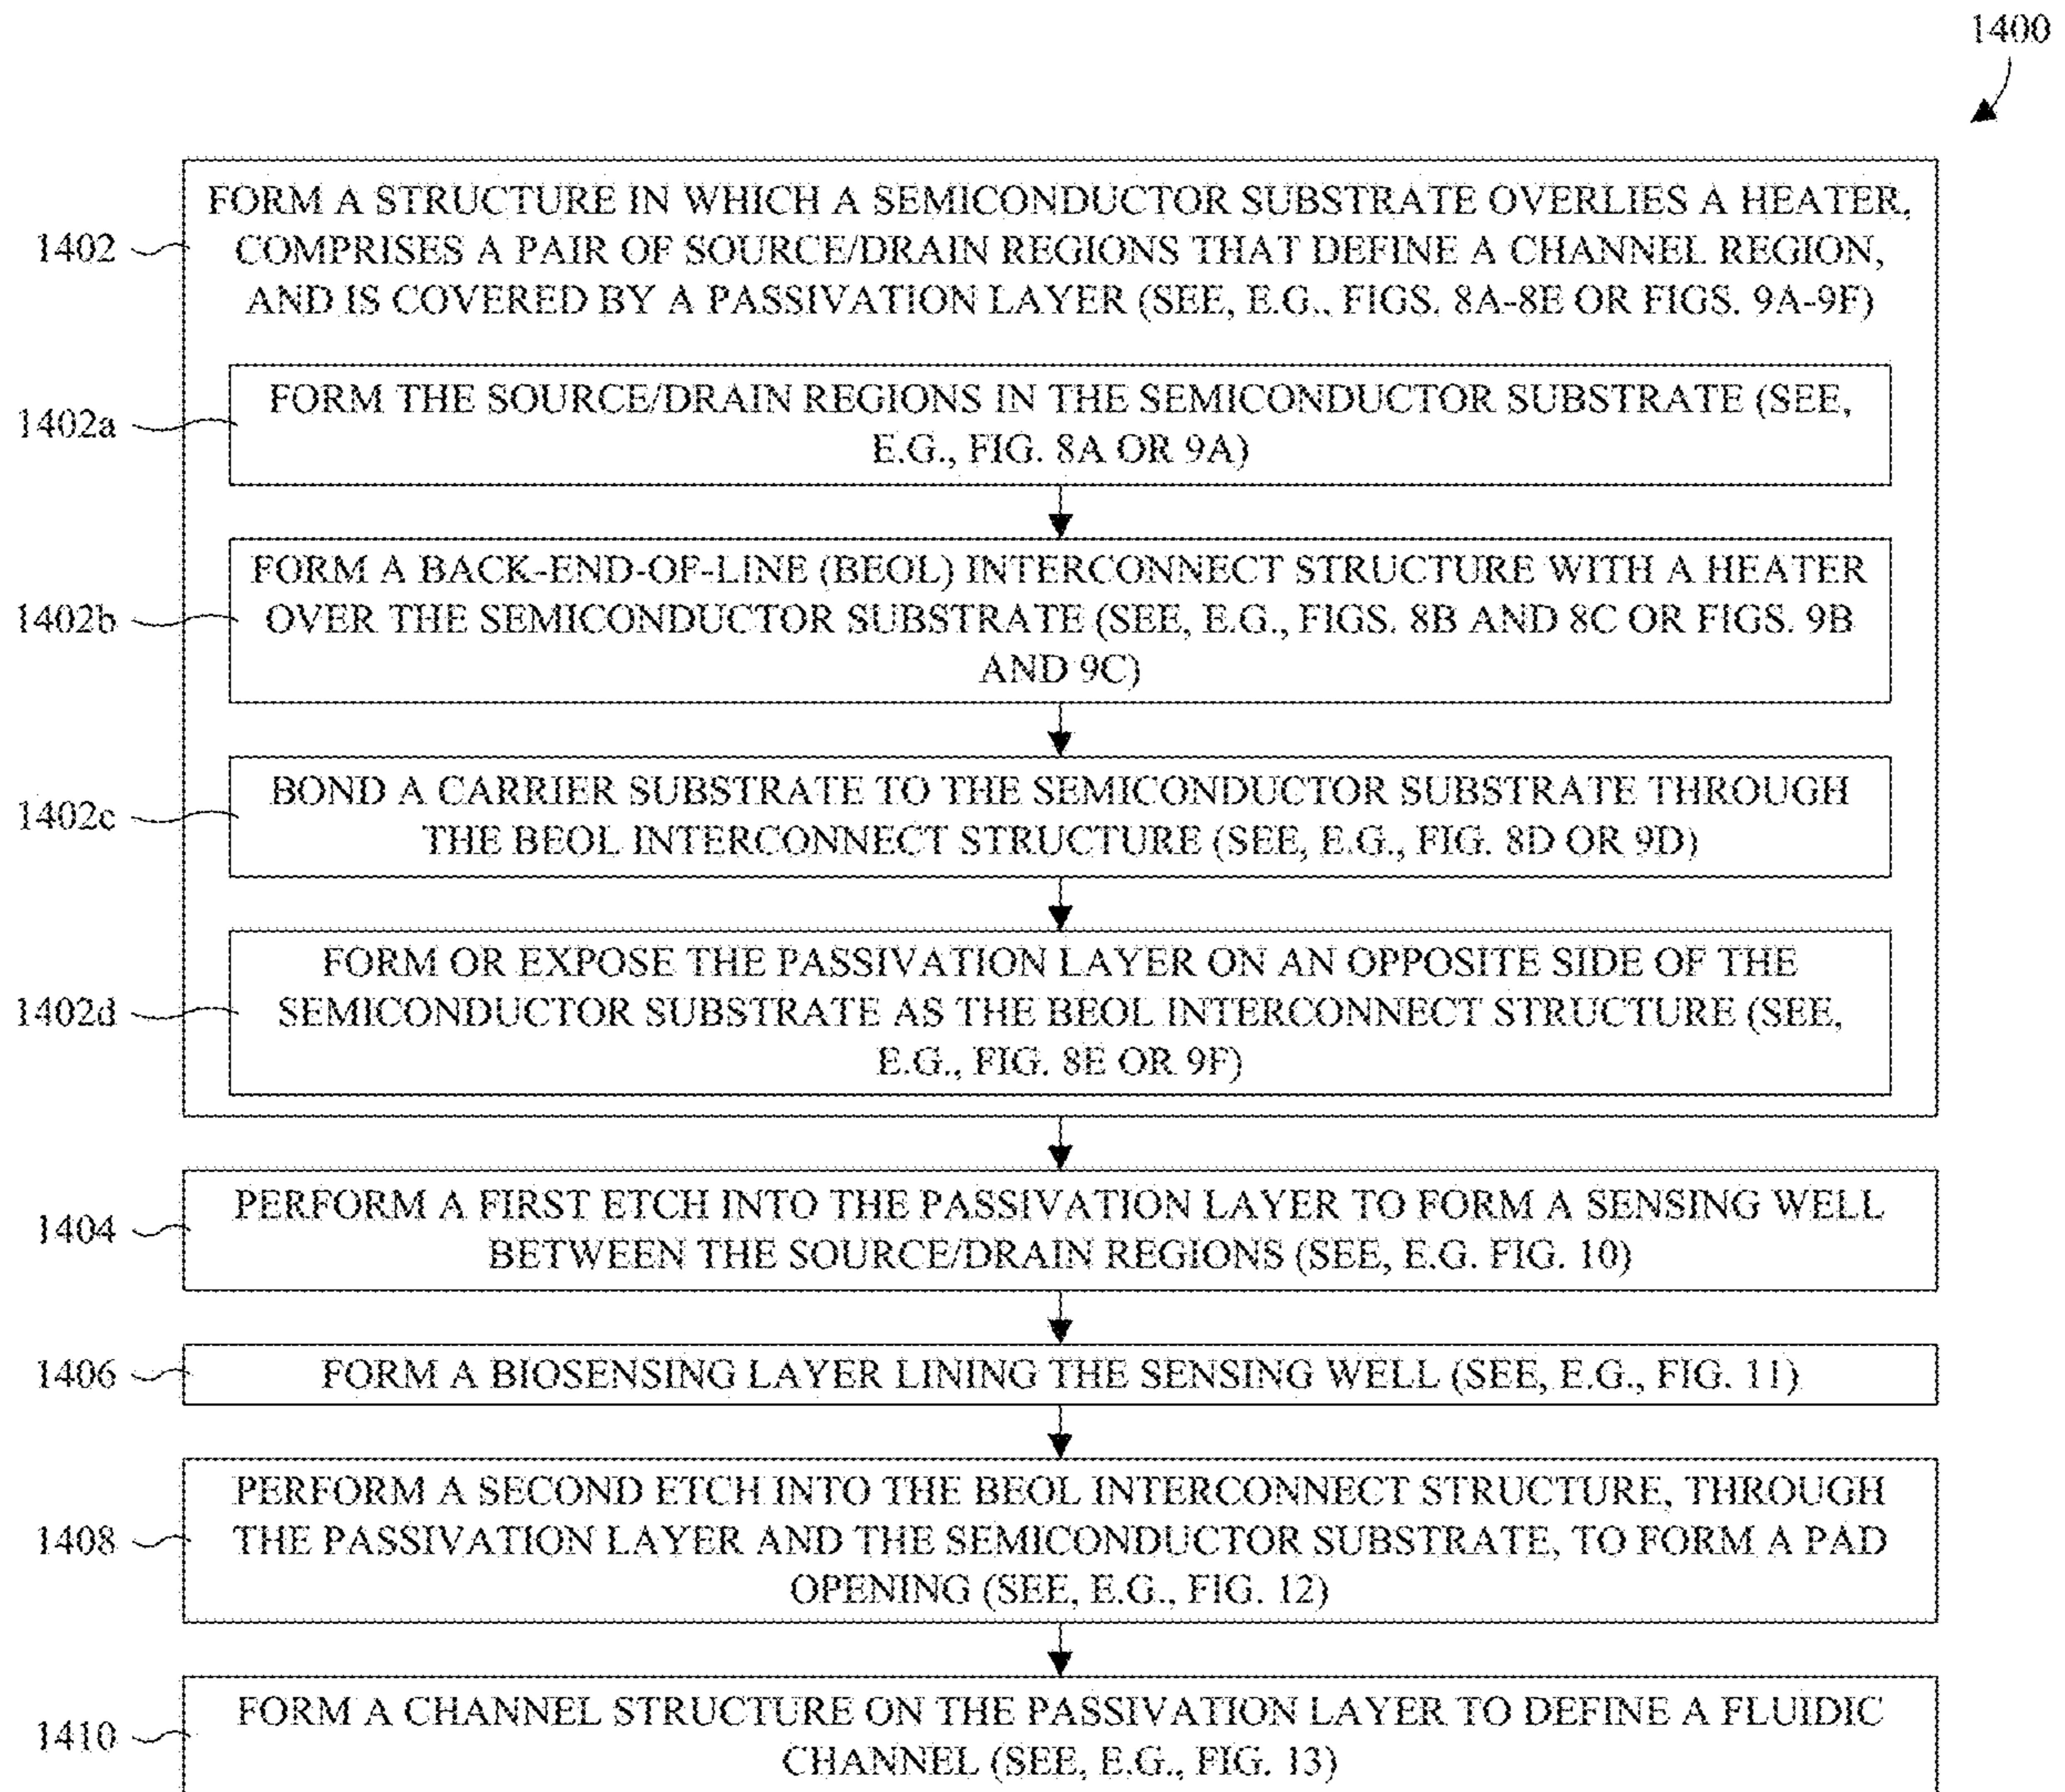 1400
1402
FORM A STRUCTURE IN WHICH A SEMICONDUCTOR SUBSTRATE OVERLIES A HEATER,
COMPRISES A PAIR OF SOURCE/DRAIN REGIONS THAT DEFINE A CHANNEL REGION,
AND IS COVERED BY A PASSIVATION LAYER (SEE, E.G., FIGS. 8A-8E OR FIGS. 9A-9F)
1402a
FORM THE SOURCE/DRAIN REGIONS IN THE SEMICONDUCTOR SUBSTRATE (SEE,
E.G., FIG. 8A OR 9A)
1402b
FORM A BACK-END-OF-LINE (BEOL) INTERCONNECT STRUCTURE WITH A HEATER
OVER THE SEMICONDUCTOR SUBSTRATE (SEE, E.G., FIGS. 8B AND 8C OR FIGS. 9B
AND 9C)
1402c
BOND A CARRIER SUBSTRATE TO THE SEMICONDUCTOR SUBSTRATE THROUGH
THE BEOL INTERCONNECT STRUCTURE (SEE, E.G., FIG. 8D OR 9D)
1402d
FORM OR EXPOSE THE PASSIVATION LAYER ON AN OPPOSITE SIDE OF THE
SEMICONDUCTOR SUBSTRATE AS THE BEOL INTERCONNECT STRUCTURE (SEE,
E.G., FIG. 8E OR 9F)
1404
PERFORM A FIRST ETCH INTO THE PASSIVATION LAYER TO FORM A SENSING WELL
BETWEEN THE SOURCE/DRAIN REGIONS (SEE, E.G. FIG. 10)
1406
FORM A BIOSENSING LAYER LINING THE SENSING WELL (SEE, E.G., FIG. 11)
1408
PERFORM A SECOND ETCH INTO THE BEOL INTERCONNECT STRUCTURE, THROUGH
THE PASSIVATION LAYER AND THE SEMICONDUCTOR SUBSTRATE, TO FORM A PAD
OPENING (SEE, E.G., FIG. 12)
1410
FORM A CHANNEL STRUCTURE ON THE PASSIVATION LAYER TO DEFINE A FLUIDIC
CHANNEL (SEE, E.G., FIG. 13)